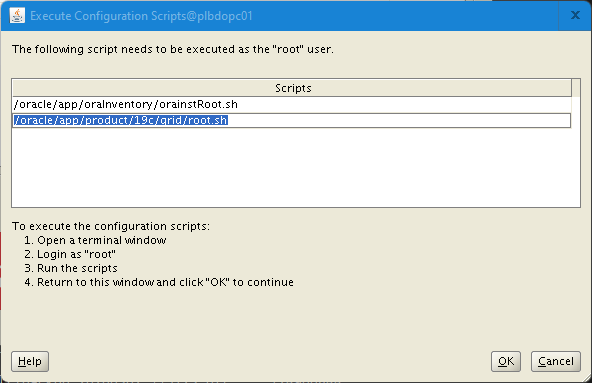 Execute Configuration Scripts@plbdopc01
The following script needs to be executed as the "root" user.
Scripts
/oracle/app/oraInventory/orainstRoot.sh
/oracle/app/product/19c/grid/root.sh
To execute the configuration scripts:
1. Open a terminal window
2. Login as "root"
3. Run the scripts
4. Return to this window and click "OK" to continue
Help
OK
Cancel